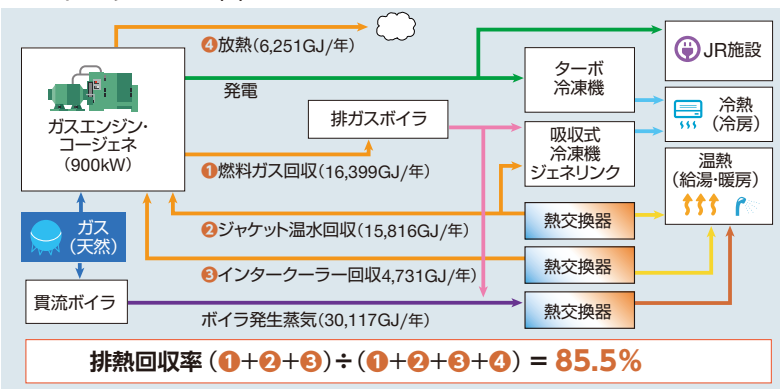 ❹放熱(6,251GJ/年)
発電
ガスエンジン・
コージェネ
(900kW)
排ガスボイラ
ターボ
冷凍機
JR施設
冷熱
(冷房)
吸収式
冷凍機
ジェネリンク
温熱
(給湯・暖房)
❶燃料ガス回収(16,399GJ/年)
ガス
(天然)
❷ジャケット温水回収(15,816GJ/年)
熱交換器
❸インタークーラー回収4,731GJ/年)
熱交換器
貫流ボイラ
ボイラ発生蒸気(30,117GJ/年)
熱交換器
排熱回収率(❶+❷+❸)÷(❶+❷+❸+❹) = 85.5%